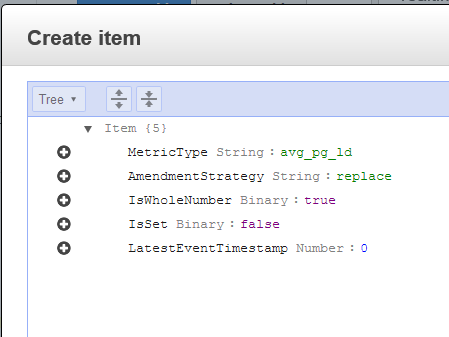 Create item
Tree
Item {5}
MetricType String : avg_pg_ld
AmendmentStrategy String : replace
IsWholeNumber Binary : true
IsSet Binary : false
LatestEventTimestamp Number : 0